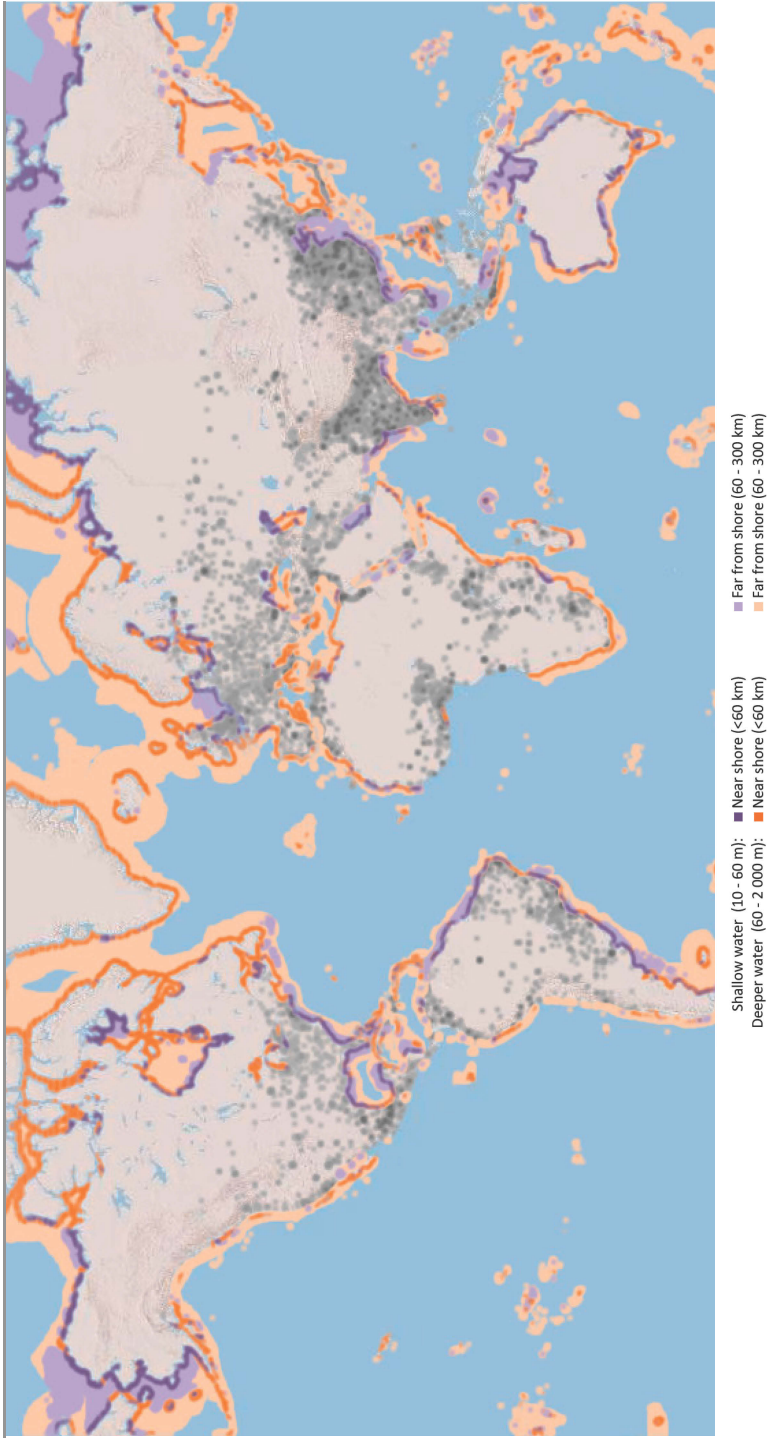 Shallow water (10 - 60 m): Near shore (<60 km) Far from shore (60 - 300 km)
Deeper water (60 - 2 000 m): Near shore (<60 km) Far from shore (60 - 300 km)